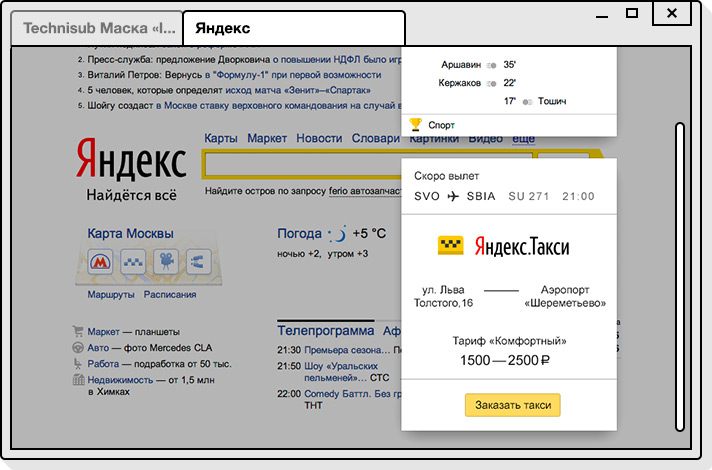 Technisub Маска «I...
Яндекс
2. Пресс-служба: предложение Дворковича о повышении НДФЛ было игр
3. Виталий Петров: Вернусь в "Формулу-1" при первой возможности
4. 5 человек, которые определят исход матча «Зенит»–«Спартак»
5. Шойгу создаст в Москве ставку верховного командования на случай в
Аршавин 35'
Кержаков 22'
17' Тошич
Спорт
Карты Маркет Новости Словари Картинки Видео ещё
Яндекс
Найдётся всё
Найдите остров по запросу ferio автозапчаст
Скоро вылет
SVO SBIA SU 271 21:00
Яндекс.Такси
ул. Льва Толстого,16
Аэропорт «Шереметьево»
Тариф «Комфортный»
1500—2500 ₽
Заказать такси
Карта Москвы
Маршруты Расписания
Погода +5 °C
ночью +2, утром +3
Маркет — планшеты
Авто — фото Mercedes CLA
Работа — подработка от 50 тыс.
Недвижимость — от 1,5 млн
в Химках
Телепрограмма Аф
21:30 Премьера сезона...
21:50 Шоу «Уральских
пельменей»... СТС
22:00 Comedy Баттл. Без гр
ТНТ